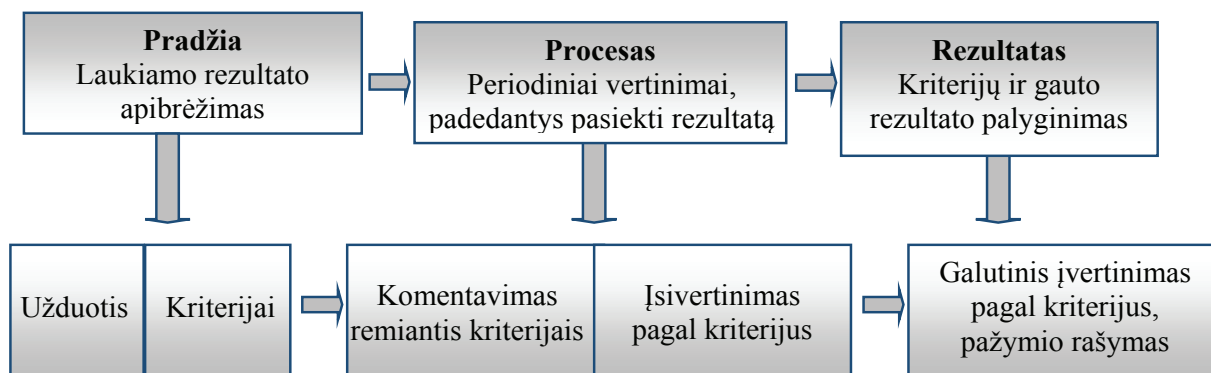 Pradžia
Laukiamo rezultato
apibrėžimas
Procesas
Periodiniai vertinimai,
padedantys pasiekti rezultatą
Rezultatas
Kriterijų ir gauto
rezultato palyginimas
Užduotis
Kriterijai
Komentavimas
remiantis kriterijais
Įsivertinimas
pagal kriterijus
Galutinis įvertinimas
pagal kriterijus,
pažymio rašymas